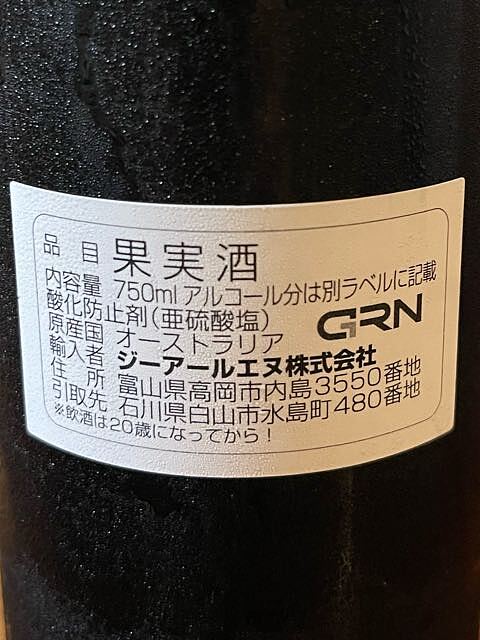 品目 果実酒
内容量 750ml アルコール分は別ラベルに記載
酸化防止剤(亜硫酸塩)
GRN
原産国 オーストラリア
輸入者 ジーアールエヌ株式会社
住所 富山県高岡市内島3550番地
引取先 石川県白山市水島町480番地
※飲酒は20歳になってから!